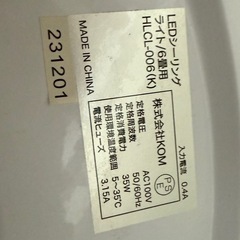 LEDシーリング
ライト/6畳用
HLCL-006(K)
MADE IN CHINA
231201
入力電流 0.4A
PSE
株式会社KOM
定格電圧 AC100V
定格周波数 50/60Hz
定格消費電力 35W
使用環境温度範囲 5~35℃
電流ヒューズ 3.15A